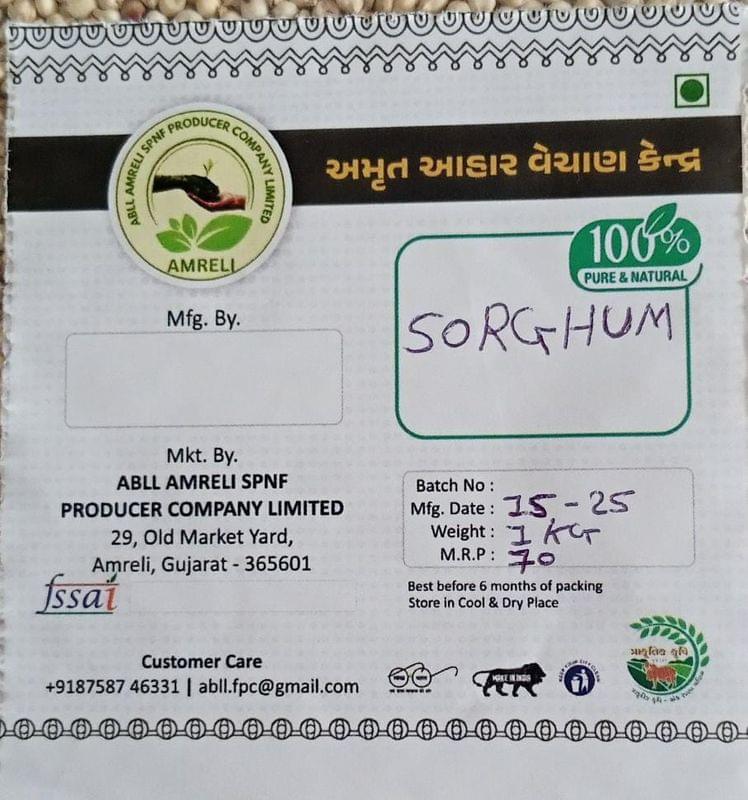 ABLL AMRELI SPNF PRODUCER COMPANY LIMITED
AMRELI
અમૃત આહાર વેચાણ કેન્દ્ર
100%
PURE & NATURAL
SORGHUM
Mfg. By.
Mkt. By.
ABLL AMRELI SPNF
PRODUCER COMPANY LIMITED
29, Old Market Yard,
Amreli, Gujarat - 365601
fssai
Batch No :
Mfg. Date : 15-25
Weight : 1 KG
M.R.P : 70
Best before 6 months of packing
Store in Cool & Dry Place
Customer Care
+9187587 46331 | abll.fpc@gmail.com
MAKE IN INDIA
પ્રાકૃતિક કૃષિ